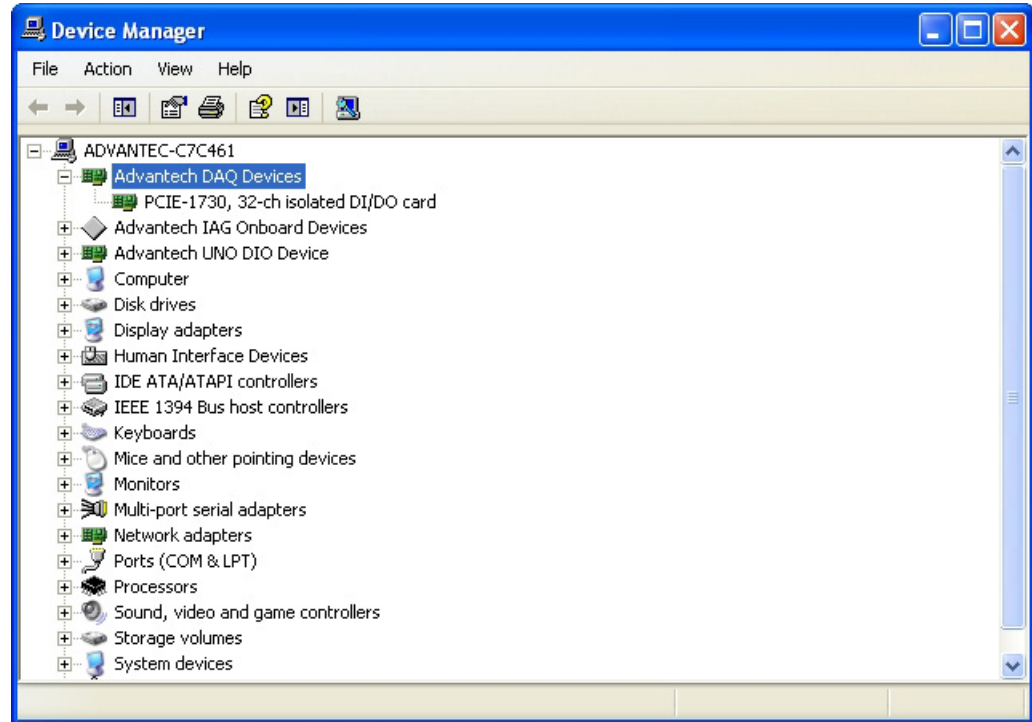 Device Manager
File Action View Help
ADVANTEC-C7C461
Advantech DAQ Devices
PCIE-1730, 32-ch isolated DI/DO card
Advantech IAG Onboard Devices
Advantech UNO DIO Device
Computer
Disk drives
Display adapters
Human Interface Devices
IDE ATA/ATAPI controllers
IEEE 1394 Bus host controllers
Keyboards
Mice and other pointing devices
Monitors
Multi-port serial adapters
Network adapters
Ports (COM & LPT)
Processors
Sound, video and game controllers
Storage volumes
System devices